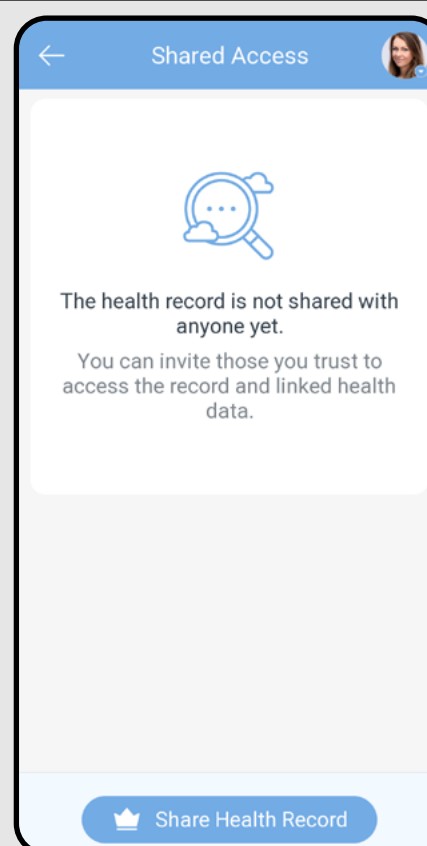 Shared Access
The health record is not shared with
anyone yet.
You can invite those you trust to
access the record and linked health
data.
Share Health Record